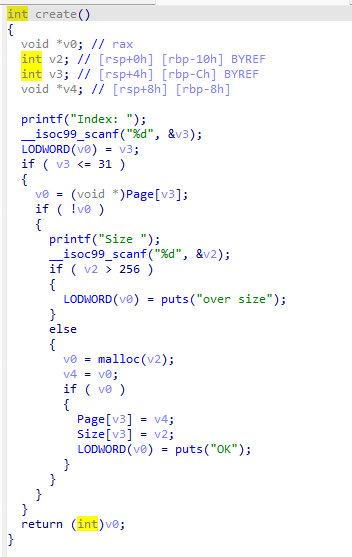 int create()
{
  void *v0; // rax
  int v2; // [rsp+0h] [rbp-10h] BYREF
  int v3; // [rsp+4h] [rbp-Ch] BYREF
  void *v4; // [rsp+8h] [rbp-8h]

  printf("Index: ");
  __isoc99_scanf("%d", &v3);
  LODWORD(v0) = v3;
  if ( v3 <= 31 )
  {
    v0 = (void *)Page[v3];
    if ( !v0 )
    {
      printf("Size ");
      __isoc99_scanf("%d", &v2);
      if ( v2 > 256 )
      {
        LODWORD(v0) = puts("over size");
      }
      else
      {
        v0 = malloc(v2);
        v4 = v0;
        if ( v0 )
        {
          Page[v3] = v4;
          Size[v3] = v2;
          LODWORD(v0) = puts("OK");
        }
      }
    }
  }
  return (int)v0;
}